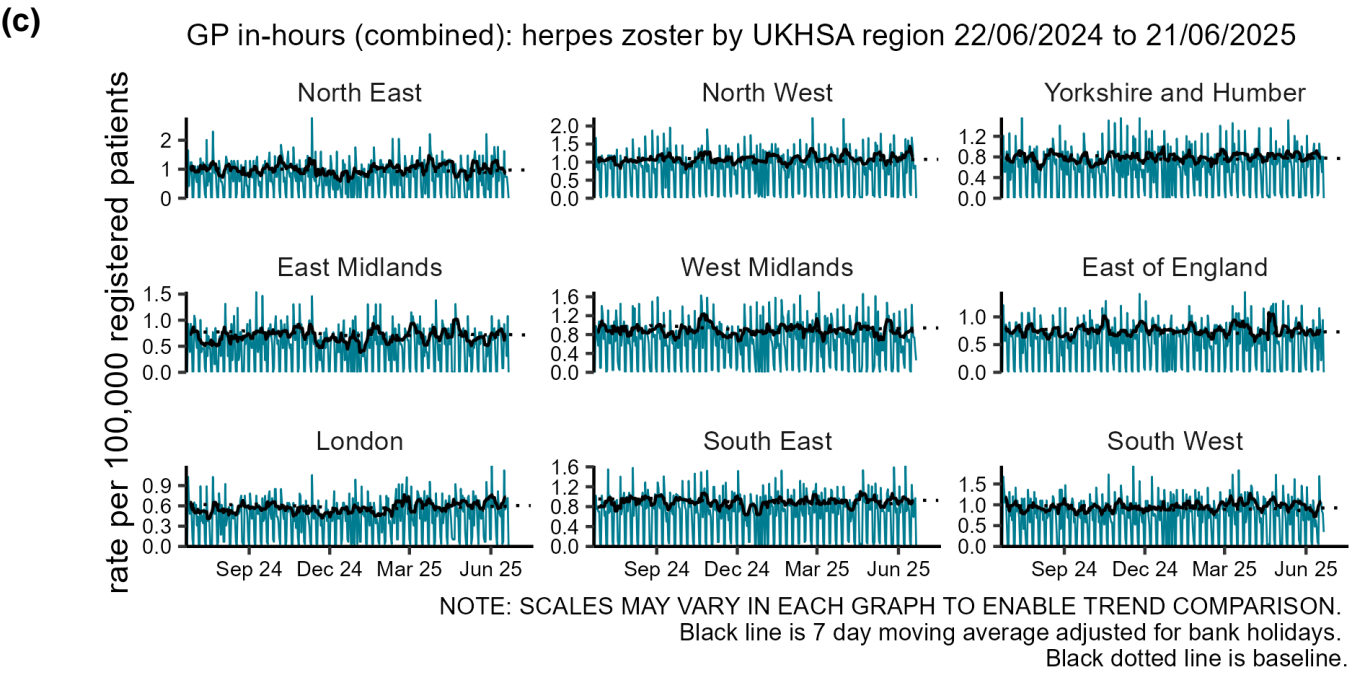 (c)
GP in-hours (combined): herpes zoster by UKHSA region 22/06/2024 to 21/06/2025
rate per 100,000 registered patients
North East
2
1
0
North West
2.0
1.5
1.0
0.5
0.0
Yorkshire and Humber
1.2
0.8
0.4
0.0
East Midlands
1.5
1.0
0.5
0.0
West Midlands
1.6
1.2
0.8
0.4
0.0
East of England
1.0
0.5
0.0
London
0.9
0.6
0.3
0.0
South East
1.6
1.2
0.8
0.4
0.0
South West
1.5
1.0
0.5
0.0
Sep 24 Dec 24 Mar 25 Jun 25
Sep 24 Dec 24 Mar 25 Jun 25
Sep 24 Dec 24 Mar 25 Jun 25
NOTE: SCALES MAY VARY IN EACH GRAPH TO ENABLE TREND COMPARISON.
Black line is 7 day moving average adjusted for bank holidays.
Black dotted line is baseline.